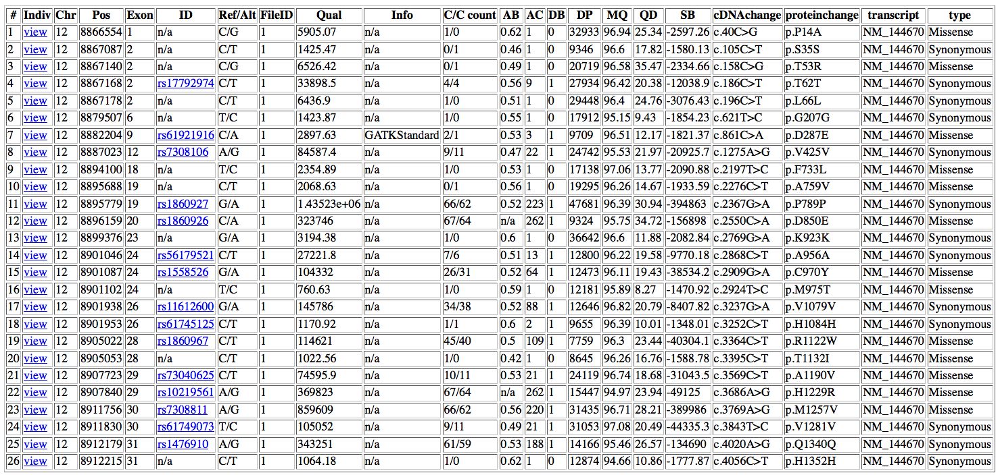 # Indiv Chr Pos Exon ID Ref/Alt FileID Qual Info C/C count AB AC DB DP MQ QD SB cDNAchange proteinchange transcript type
1 view 12 8866554 1 n/a C/G 1 5905.07 n/a 1/0 0.62 1 0 32933 96.94 25.34 -2597.26 c.40C>G p.P14A NM_144670 Missense
2 view 12 8867087 2 n/a C/T 1 1425.47 n/a 0/1 0.46 1 0 9346 96.6 17.82 -1580.13 c.105C>T p.S35S NM_144670 Synonymous
3 view 12 8867140 2 n/a C/G 1 6526.42 n/a 0/1 0.49 1 0 20719 96.58 35.47 -2334.66 c.158C>G p.T53R NM_144670 Missense
4 view 12 8867168 2 rs17792974 C/T 1 33898.5 n/a 4/4 0.56 9 1 27934 96.42 20.38 -12038.9 c.186C>T p.T62T NM_144670 Synonymous
5 view 12 8867178 2 n/a C/T 1 6436.9 n/a 1/0 0.51 1 0 29448 96.4 24.76 -3076.43 c.196C>T p.L66L NM_144670 Synonymous
6 view 12 8879507 6 n/a T/C 1 1423.87 n/a 1/0 0.55 1 0 17912 95.15 9.43 -1854.23 c.621T>C p.G207G NM_144670 Synonymous
7 view 12 8882204 9 rs61921916 C/A 1 2897.63 GATKStandard 2/1 0.53 3 1 9709 96.51 12.17 -1821.37 c.861C>A p.D287E NM_144670 Missense
8 view 12 8887023 12 rs7308106 A/G 1 84587.4 n/a 9/11 0.47 22 1 24742 95.53 21.97 -20925.7 c.1275A>G p.V425V NM_144670 Synonymous
9 view 12 8894100 18 n/a T/C 1 2354.89 n/a 1/0 0.53 1 0 17138 97.06 13.77 -2090.88 c.2197T>C p.F733L NM_144670 Missense
10 view 12 8895688 19 n/a C/T 1 2068.63 n/a 0/1 0.56 1 0 19295 96.26 14.67 -1933.59 c.2276C>T p.A759V NM_144670 Missense
11 view 12 8895779 19 rs1860927 G/A 1 1.43523e+06 n/a 66/62 0.52 223 1 47681 96.39 30.94 -394863 c.2367G>A p.P789P NM_144670 Synonymous
12 view 12 8896159 20 rs1860926 C/A 1 323746 n/a 67/64 n/a 262 1 9324 95.75 34.72 -156898 c.2550C>A p.D850E NM_144670 Missense
13 view 12 8899376 23 n/a G/A 1 3194.38 n/a 1/0 0.6 1 0 36642 96.6 11.88 -2082.84 c.2769G>A p.K923K NM_144670 Synonymous
14 view 12 8901046 24 rs56179521 C/T 1 27221.8 n/a 7/6 0.51 13 1 12800 96.22 19.58 -9770.18 c.2868C>T p.A956A NM_144670 Synonymous
15 view 12 8901087 24 rs1558526 G/A 1 104332 n/a 26/31 0.52 64 1 12473 96.11 19.43 -38534.2 c.2909G>A p.C970Y NM_144670 Missense
16 view 12 8901102 24 n/a T/C 1 760.63 n/a 1/0 0.59 1 0 12181 95.89 8.27 -1470.92 c.2924T>C p.M975T NM_144670 Missense
17 view 12 8901938 26 rs11612600 G/A 1 145786 n/a 34/38 0.52 88 1 12646 96.82 20.79 -8407.82 c.3237G>A p.V1079V NM_144670 Synonymous
18 view 12 8901953 26 rs61745125 C/T 1 1170.92 n/a 1/1 0.6 2 1 9655 96.39 10.01 -1348.01 c.3252C>T p.H1084H NM_144670 Synonymous
19 view 12 8905022 28 rs1860967 C/T 1 114621 n/a 45/40 0.5 109 1 7759 96.3 23.44 -40304.1 c.3364C>T p.R1122W NM_144670 Missense
20 view 12 8905053 28 n/a C/T 1 1022.56 n/a 1/0 0.42 1 0 8645 96.26 16.76 -1588.78 c.3395C>T p.T1132I NM_144670 Missense
21 view 12 8907723 29 rs73040625 C/T 1 74595.9 n/a 10/11 0.53 21 1 24119 96.74 18.68 -31043.5 c.3569C>T p.A1190V NM_144670 Missense
22 view 12 8907840 29 rs10219561 A/G 1 369823 n/a 67/64 n/a 262 1 15447 94.97 23.94 -49125 c.3686A>G p.H1229R NM_144670 Missense
23 view 12 8911756 30 rs7308811 A/G 1 859609 n/a 66/62 0.56 220 1 31435 96.71 28.21 -389986 c.3769A>G p.M1257V NM_144670 Missense
24 view 12 8911830 30 rs61749073 T/C 1 105052 n/a 9/11 0.49 21 1 31053 97.08 20.49 -44335.3 c.3843T>C p.V1281V NM_144670 Synonymous
25 view 12 8912179 31 rs1476910 A/G 1 343251 n/a 61/59 0.53 188 1 14166 95.46 26.57 -134690 c.4020A>G p.Q1340Q NM_144670 Synonymous
26 view 12 8912215 31 n/a C/T 1 1064.18 n/a 1/0 0.62 1 0 12874 94.66 10.86 -1777.87 c.4056C>T p.H1352H NM_144670 Synonymous